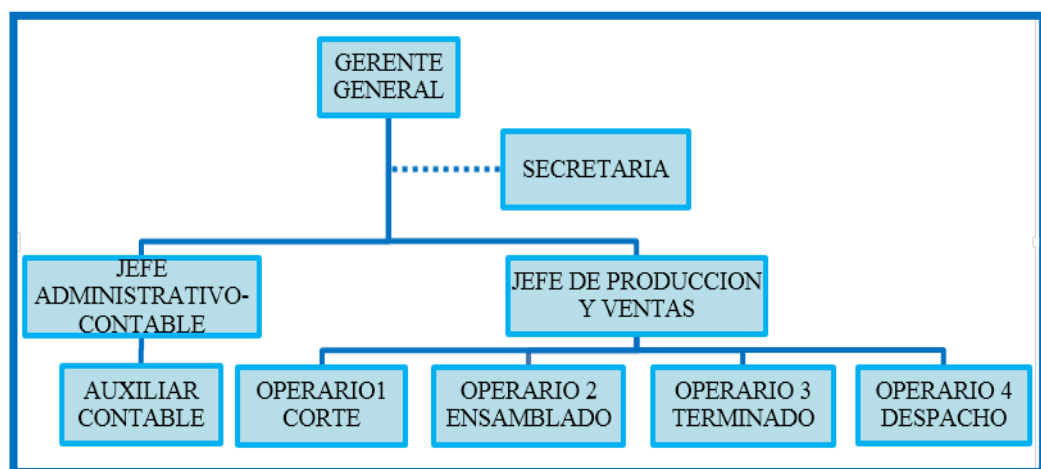 GERENTE
GENERAL
SECRETARIA
JEFE
ADMINISTRATIVO-
CONTABLE
JEFE DE PRODUCCION
Y VENTAS
AUXILIAR
CONTABLE
OPERARIO1
CORTE
OPERARIO 2
ENSAMBLADO
OPERARIO 3
TERMINADO
OPERARIO 4
DESPACHO